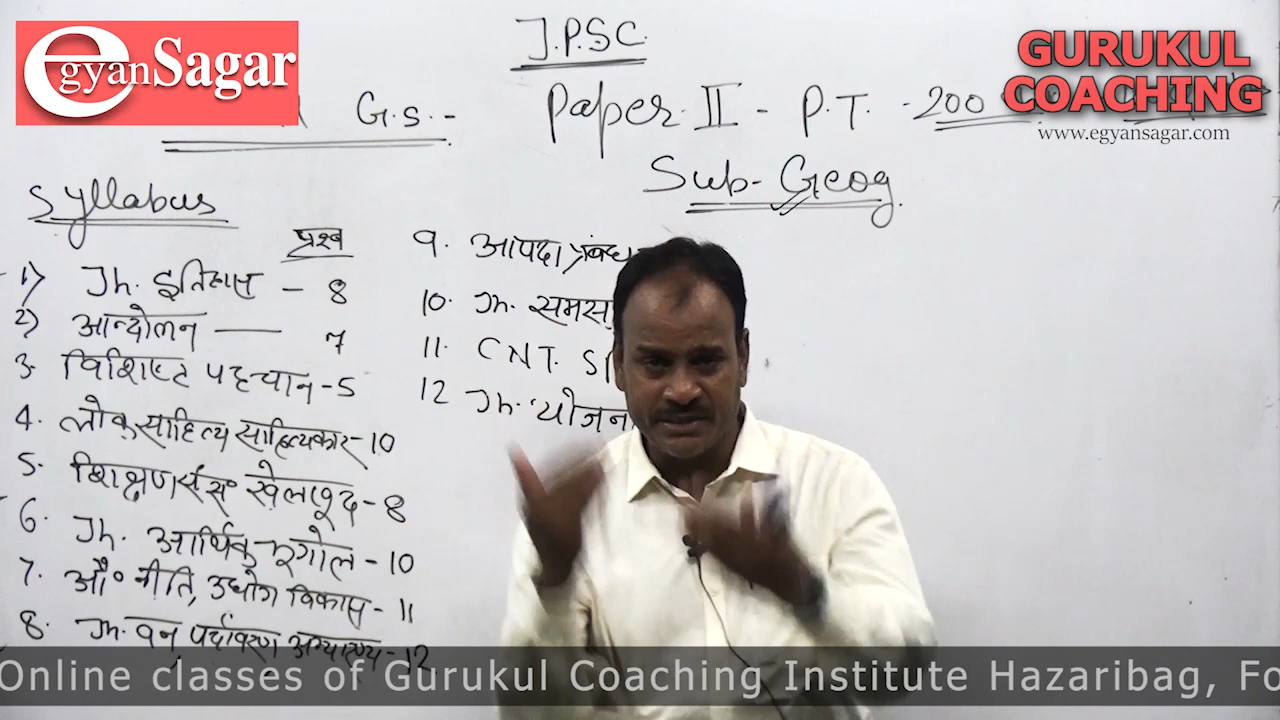 egyanSagar
GURUKUL
COACHING
www.egyansagar.com
J.P.S.C.
G.S.-
Paper-II - P.T. - 200
Sub- Geog
Syllabus
प्रश्न
1) Jh. इतिहास - 8
2) आन्दोलन - 7
3. विशिष्ट पहचान - 5
4. लोक साहित्य साहित्यकार - 10
5. शिक्षण सं॰ खेलकूद - 8
6. Jh. आर्थिक भूगोल - 10
7. औ॰ नीति, उद्योग विकास - 11
8. Jh. वन, पर्यावरण अभ्यारण्य - 12
9. आपदा प्रबंध
10. Jh. समस
11. CNT. S
12 Jh. योजन
Online classes of Gurukul Coaching Institute Hazaribag, Fo